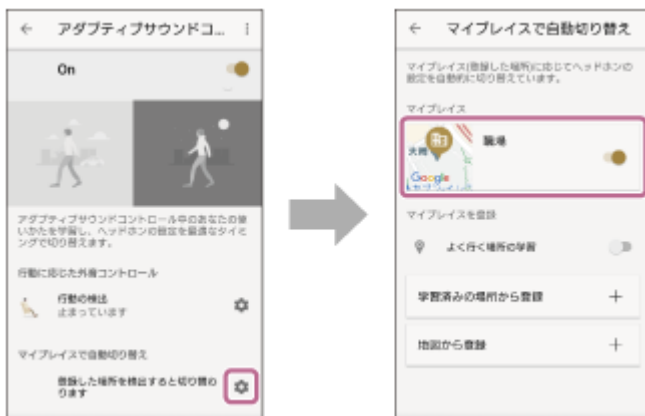 アダプティブサウンドコ...
On
アダプティブサウンドコントロール中のあなたの使
いかたを学習し、ヘッドホンの設定を最適なタイミ
ングで切り替えます。
行動に応じた外音コントロール
行動の検出
止まっています
マイプレイスで自動切り替え
登録した場所を検出すると切り替わ
ります
マイプレイスで自動切り替え
マイプレイス(登録した場所)に応じてヘッドホンの
設定を自動的に切り替えています。
マイプレイス
職場
Google
マイプレイスを登録
よく行く場所の学習
学習済みの場所から登録
地図から登録